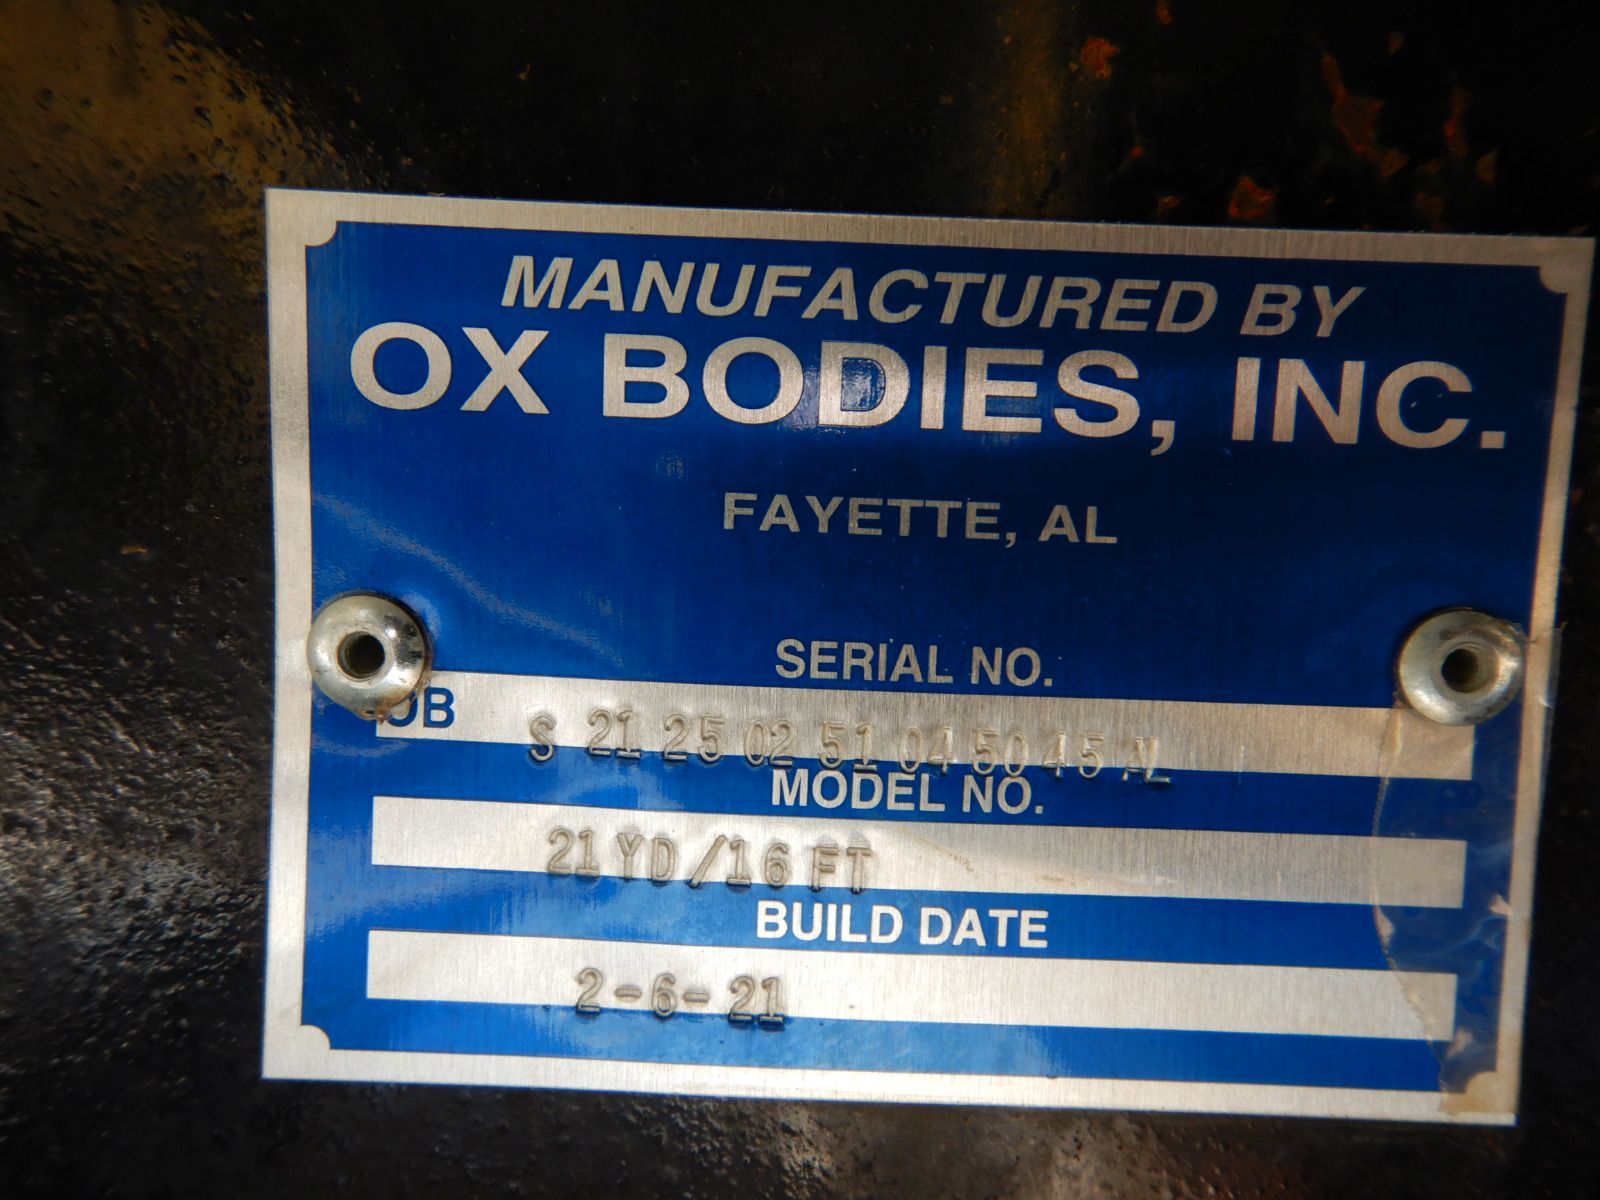 MANUFACTURED BY
OX BODIES, INC.
FAYETTE, AL
SERIAL NO.
OB S 21 25 02 51 04 50 45 AL
MODEL NO.
21 YD/16 FT
BUILD DATE
2-6-21